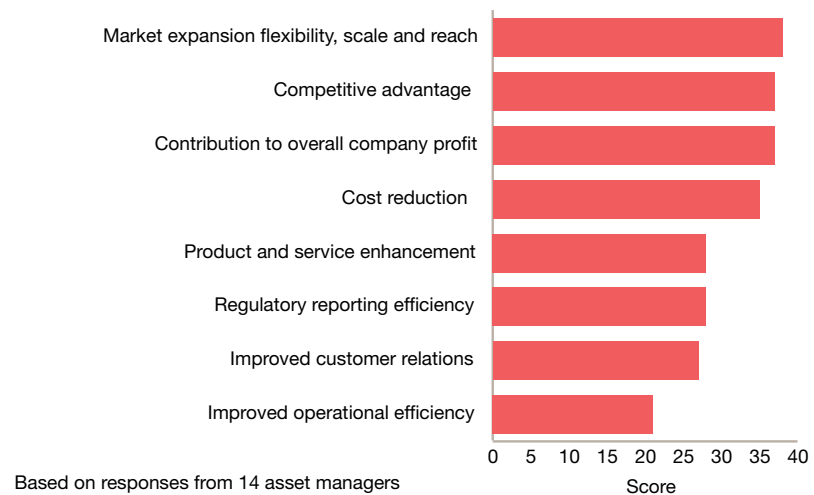 Market expansion flexibility, scale and reach
Competitive advantage
Contribution to overall company profit
Cost reduction
Product and service enhancement
Regulatory reporting efficiency
Improved customer relations
Improved operational efficiency
0 5 10 15 20 25 30 35 40
Score
Based on responses from 14 asset managers